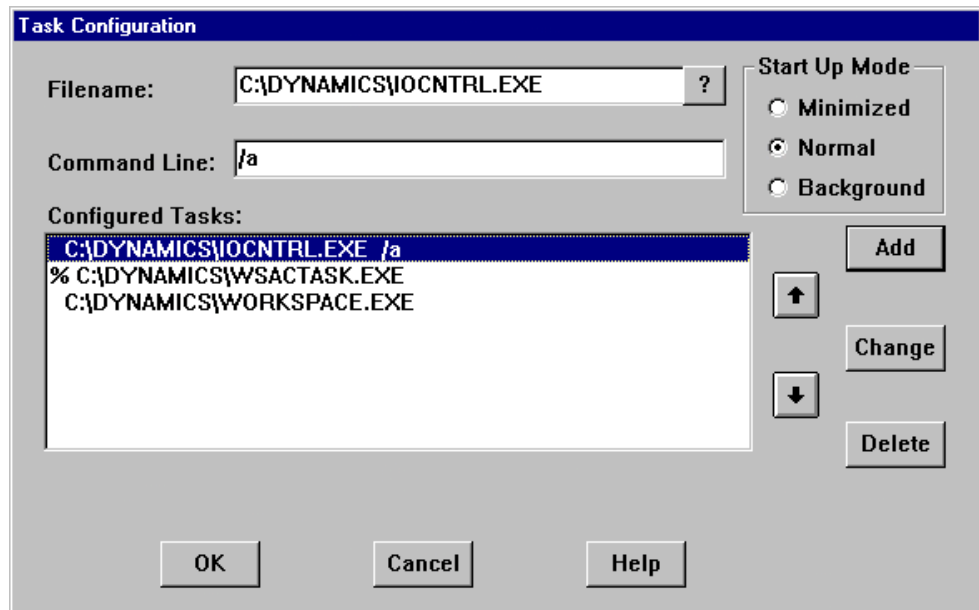 Task Configuration
Filename:
C:\DYNAMICS\IOCNTRL.EXE
?
Start Up Mode
Minimized
Normal
Background
Command Line:
/a
Configured Tasks:
C:\DYNAMICS\IOCNTRL.EXE /a
% C:\DYNAMICS\WSACTASK.EXE
C:\DYNAMICS\WORKSPACE.EXE
Add
Change
Delete
OK
Cancel
Help